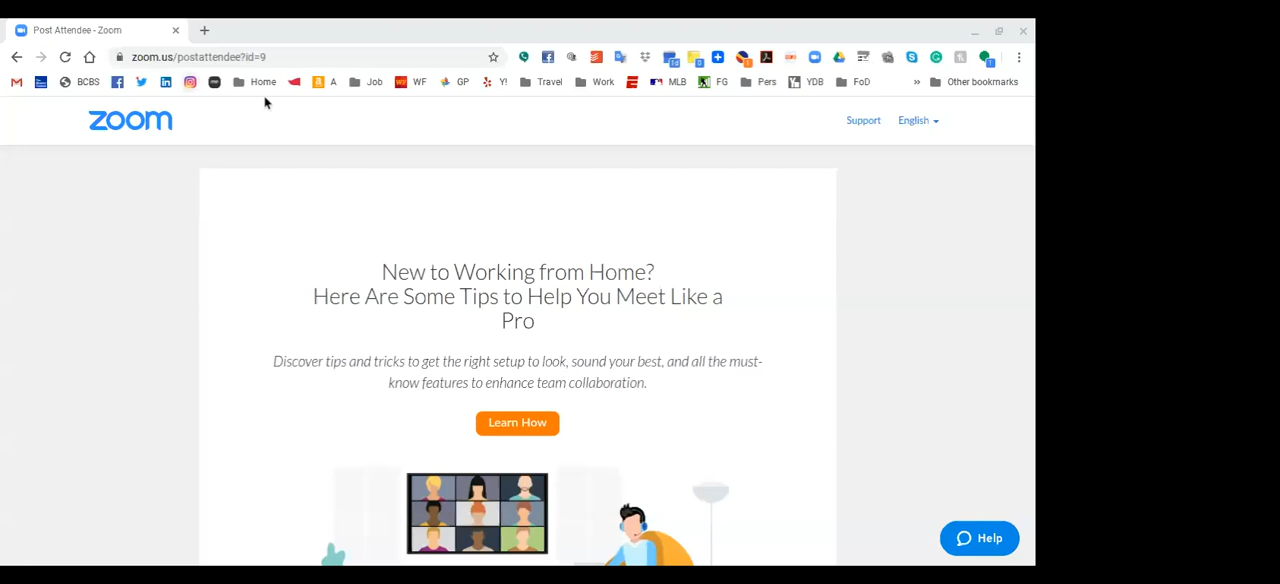 Post Attendee - Zoom
zoom.us/postattendee?id=9
BCBS Home A Job WF GP Y! Travel Work MLB FG Pers YDB FoD » Other bookmarks
zoom
Support English
New to Working from Home?
Here Are Some Tips to Help You Meet Like a
Pro
Discover tips and tricks to get the right setup to look, sound your best, and all the must-
know features to enhance team collaboration.
Learn How
Help